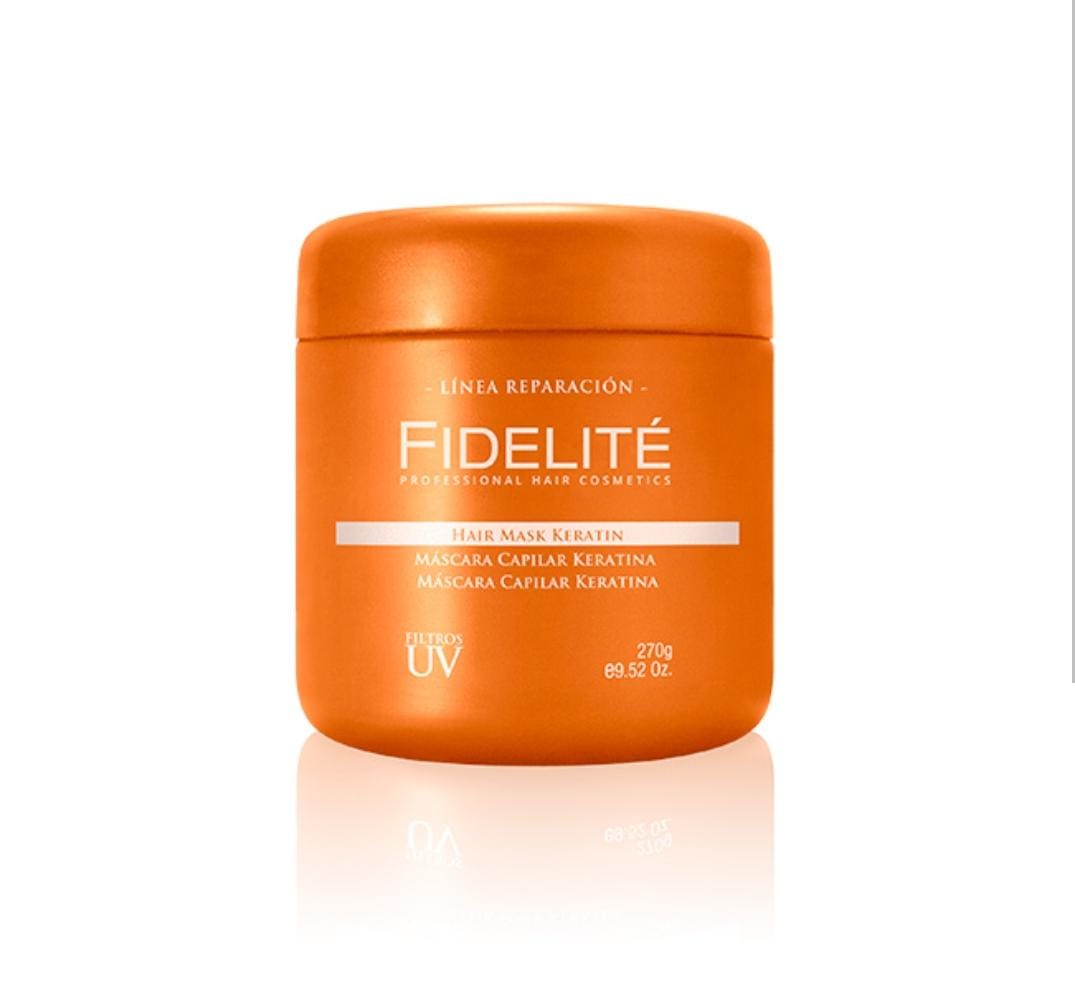 - LÍNEA REPARACIÓN -
FIDELITÉ
PROFESSIONAL HAIR COSMETICS
HAIR MASK KERATIN
MÁSCARA CAPILAR KERATINA
MÁSCARA CAPILAR KERATINA
FILTROS
UV
270g
℮9.52 Oz.